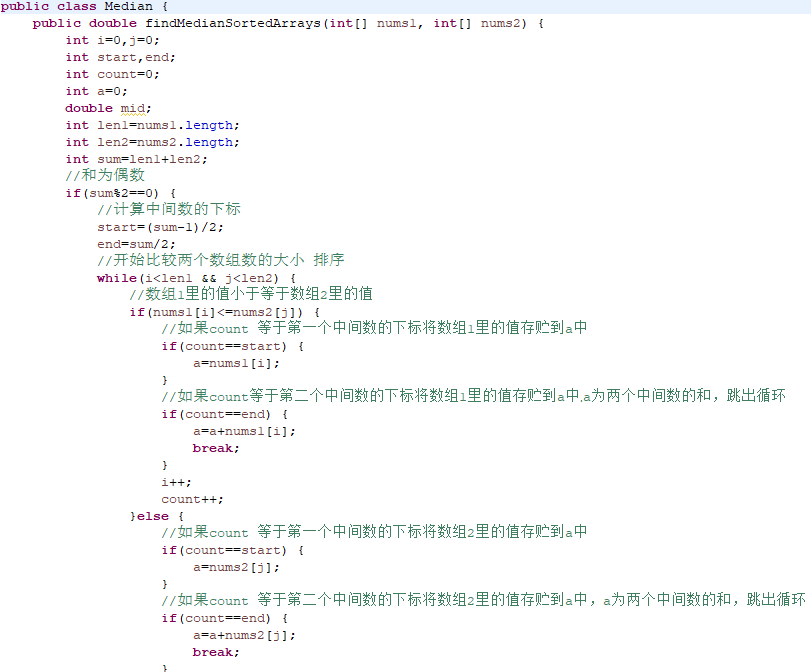 public class Median {
public double findMedianSortedArrays(int[] nums1, int[] nums2) {
int i=0,j=0;
int start,end;
int count=0;
int a=0;
double mid;
int len1=nums1.length;
int len2=nums2.length;
int sum=len1+len2;
//和为偶数
if(sum%2==0) {
//计算中间数的下标
start=(sum-1)/2;
end=sum/2;
//开始比较两个数组数的大小 排序
while(i<len1 && j<len2) {
//数组1里的值小于等于数组2里的值
if(nums1[i]<=nums2[j]) {
//如果count 等于第一个中间数的下标将数组1里的值存贮到a中
if(count==start) {
a=nums1[i];
}
//如果count等于第二个中间数的下标将数组1里的值存贮到a中.a为两个中间数的和，跳出循环
if(count==end) {
a=a+nums1[i];
break;
}
i++;
count++;
}else {
//如果count 等于第一个中间数的下标将数组2里的值存贮到a中
if(count==start) {
a=nums2[j];
}
//如果count 等于第二个中间数的下标将数组2里的值存贮到a中，a为两个中间数的和，跳出循环
if(count==end) {
a=a+nums2[j];
break;
}